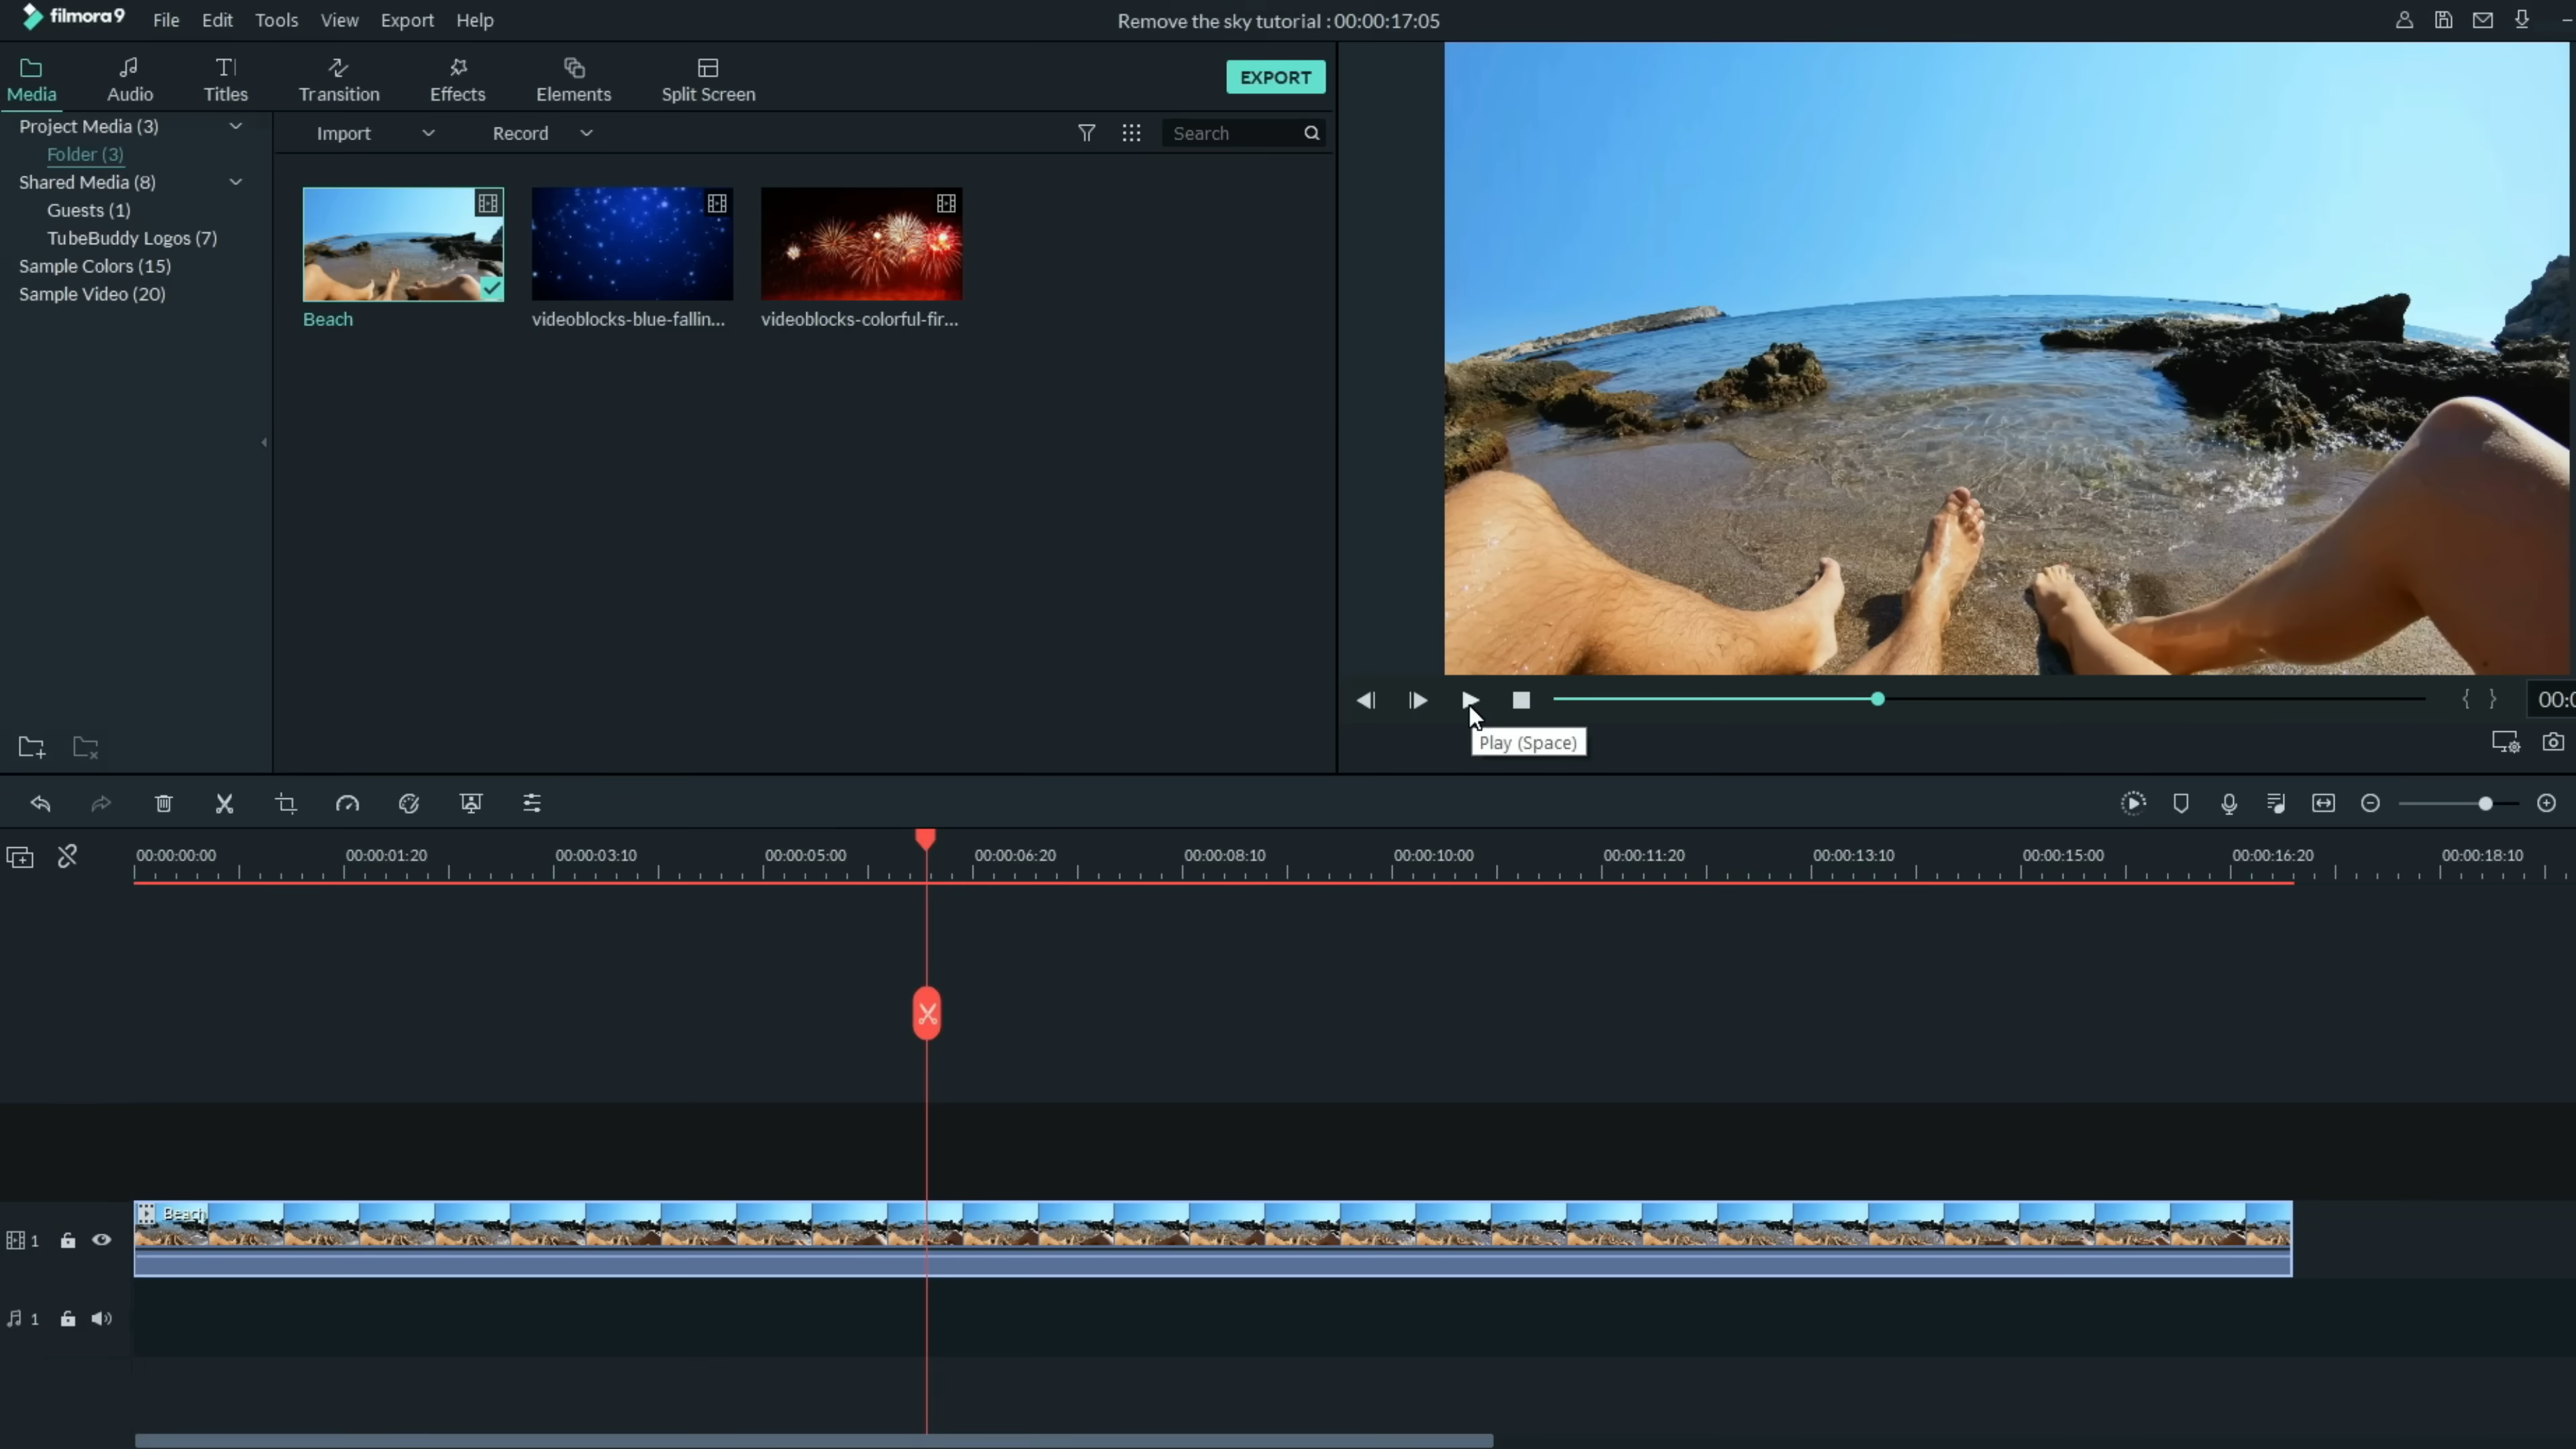 filmora9 File Edit Tools View Export Help Remove the sky tutorial : 00:00:17:05
Media Audio Titles Transition Effects Elements Split Screen EXPORT
Project Media (3) Import Record Search
Folder (3)
Shared Media (8)
Guests (1)
TubeBuddy Logos (7)
Sample Colors (15)
Sample Video (20)
Beach videoblocks-blue-fallin... videoblocks-colorful-fir...
{ }
Play (Space)
00:00:00:00 00:00:01:20 00:00:03:10 00:00:05:00 00:00:06:20 00:00:08:10 00:00:10:00 00:00:11:20 00:00:13:10 00:00:15:00 00:00:16:20 00:00:18:10
Beach
1
1